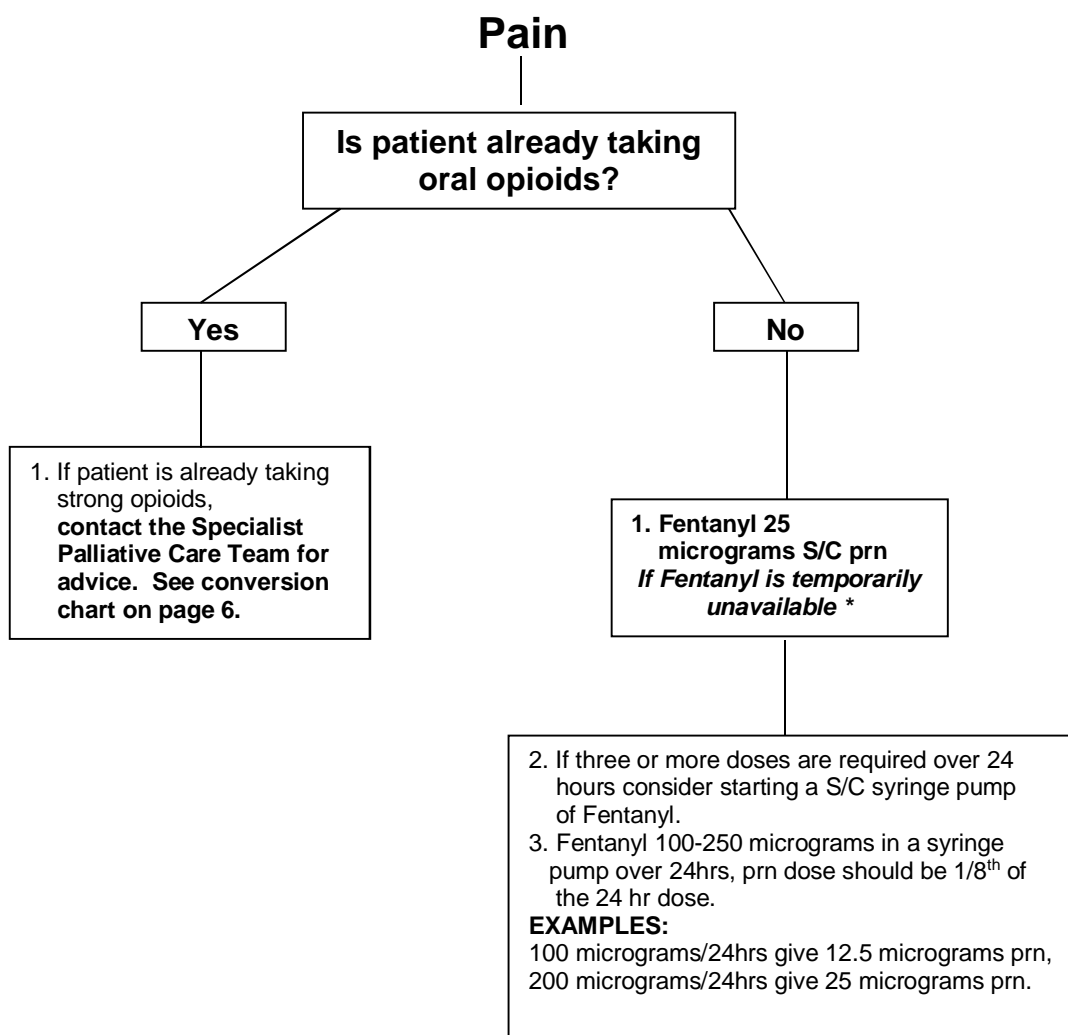 Pain
Is patient already taking
oral opioids?
Yes
No
1. If patient is already taking
strong opioids,
contact the Specialist
Palliative Care Team for
advice. See conversion
chart on page 6.
1. Fentanyl 25
micrograms S/C prn
If Fentanyl is temporarily
unavailable *
2. If three or more doses are required over 24
hours consider starting a S/C syringe pump
of Fentanyl.
3. Fentanyl 100-250 micrograms in a syringe
pump over 24hrs, prn dose should be 1/8th of
the 24 hr dose.
EXAMPLES:
100 micrograms/24hrs give 12.5 micrograms prn,
200 micrograms/24hrs give 25 micrograms prn.